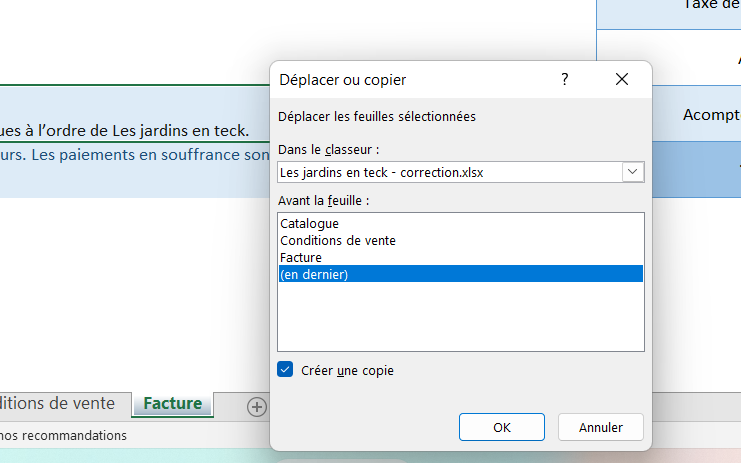 Taxe de
Déplacer ou copier
?
Déplacer les feuilles sélectionnées
Acompt
ues à l'ordre de Les jardins en teck.
Dans le classeur :
urs. Les paiements en souffrance son
Les jardins en teck - correction.xlsx
Avant la feuille :
Catalogue
Conditions de vente
Facture
(en dernier)
Créer une copie
ditions de vente
Facture
OK
Annuler
nos recommandations